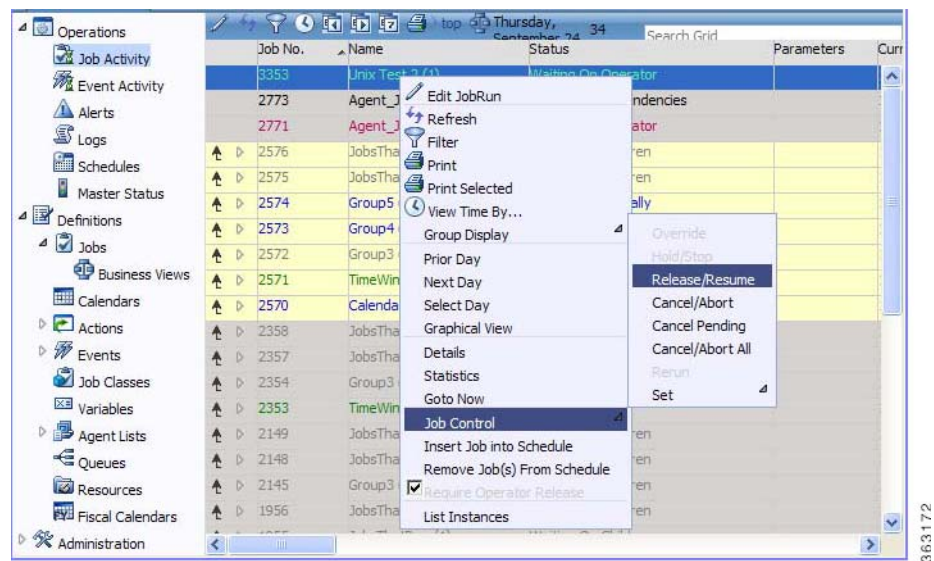 Operations
Job Activity
Event Activity
Alerts
Logs
Schedules
Master Status
Definitions
Jobs
Business Views
Calendars
Actions
Events
Job Classes
Variables
Agent Lists
Queues
Resources
Fiscal Calendars
Administration
top Thursday, September 24 34 Search Grid
Job No. Name Status Parameters Curr
3353 Unix Test 2 (1) Waiting On Operator
2773 Agent_J ndencies
2771 Agent_J ator
2576 JobsTha ren
2575 JobsTha ren
2574 Group5 ally
2573 Group4
2572 Group3
2571 TimeWin
2570 Calenda
2358 JobsTha
2357 JobsTha
2354 Group3
2353 TimeWin
2149 JobsTha ren
2148 JobsTha ren
2145 Group3 ren
1956 JobsTha ren
Edit JobRun
Refresh
Filter
Print
Print Selected
View Time By...
Group Display
Prior Day
Next Day
Select Day
Graphical View
Details
Statistics
Goto Now
Job Control
Insert Job into Schedule
Remove Job(s) From Schedule
Require Operator Release
List Instances
Override
Hold/Stop
Release/Resume
Cancel/Abort
Cancel Pending
Cancel/Abort All
Rerun
Set
363172